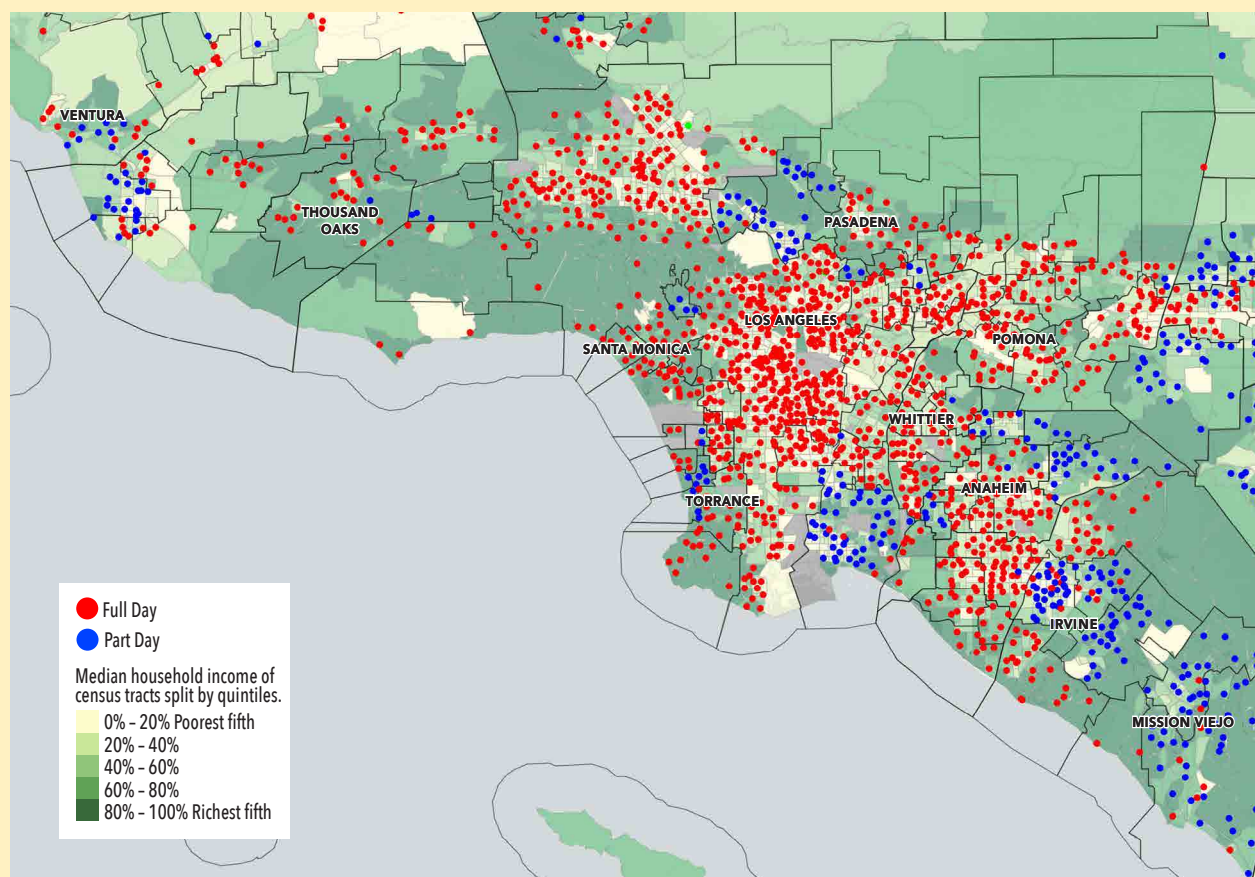 VENTURA
THOUSAND
OAKS
PASADENA
LOS ANGELES
SANTA MONICA
POMONA
WHITTIER
TORRANCE
ANAHEIM
IRVINE
MISSION VIEJO
Full Day
Part Day
Median household income of
census tracts split by quintiles.
0% – 20% Poorest fifth
20% – 40%
40% – 60%
60% – 80%
80% – 100% Richest fifth